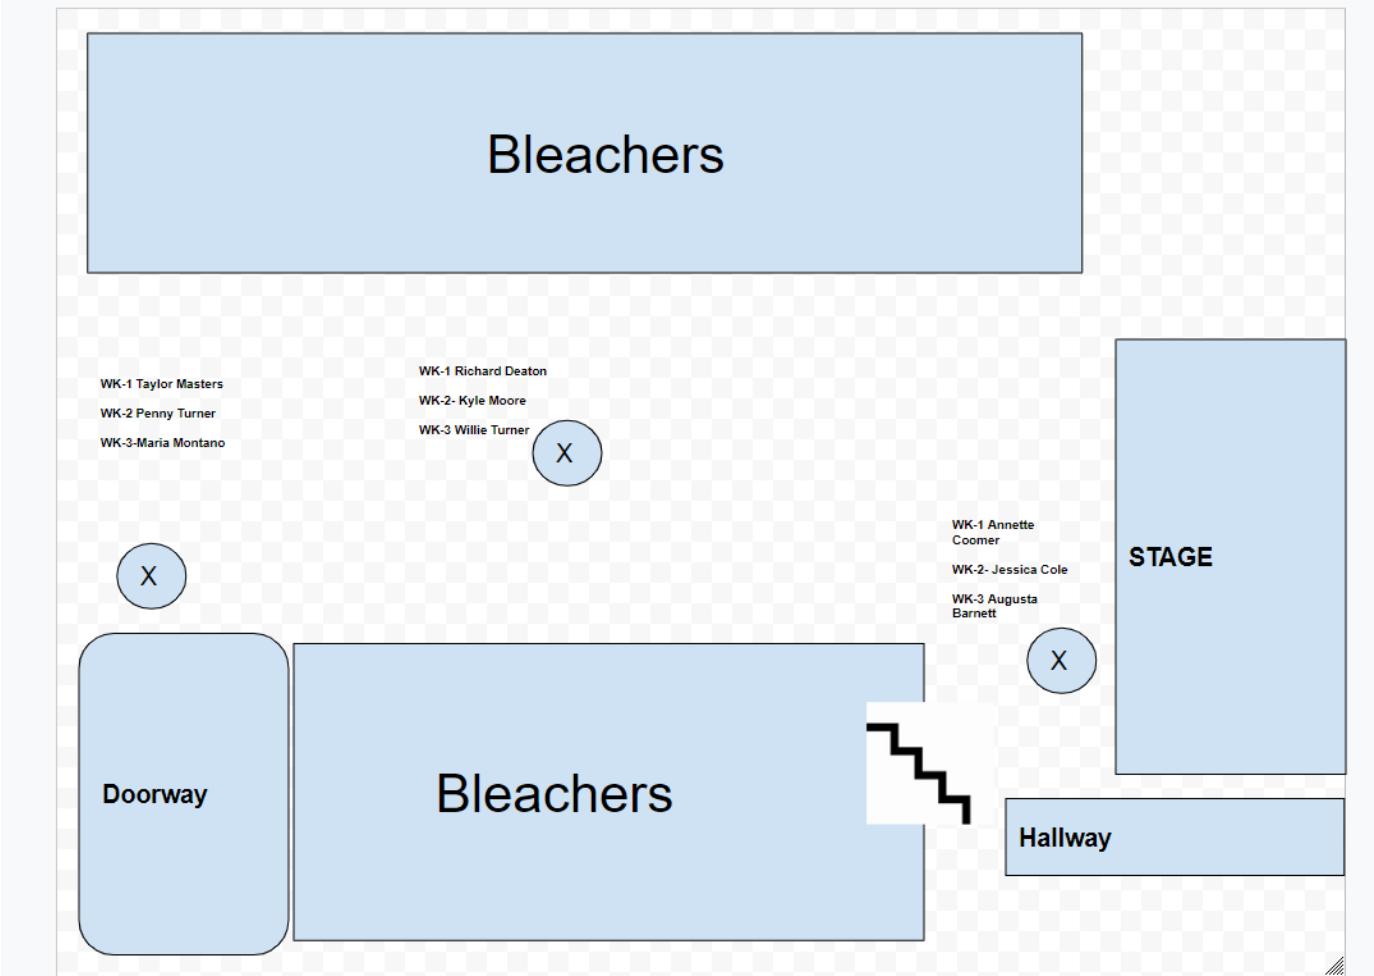 Bleachers
WK-1 Taylor Masters
WK-2 Penny Turner
WK-3-Maria Montano
WK-1 Richard Deaton
WK-2- Kyle Moore
WK-3 Willie Turner
X
X
WK-1 Annette
Coomer
WK-2- Jessica Cole
WK-3 Augusta
Barnett
X
STAGE
Doorway
Bleachers
Hallway